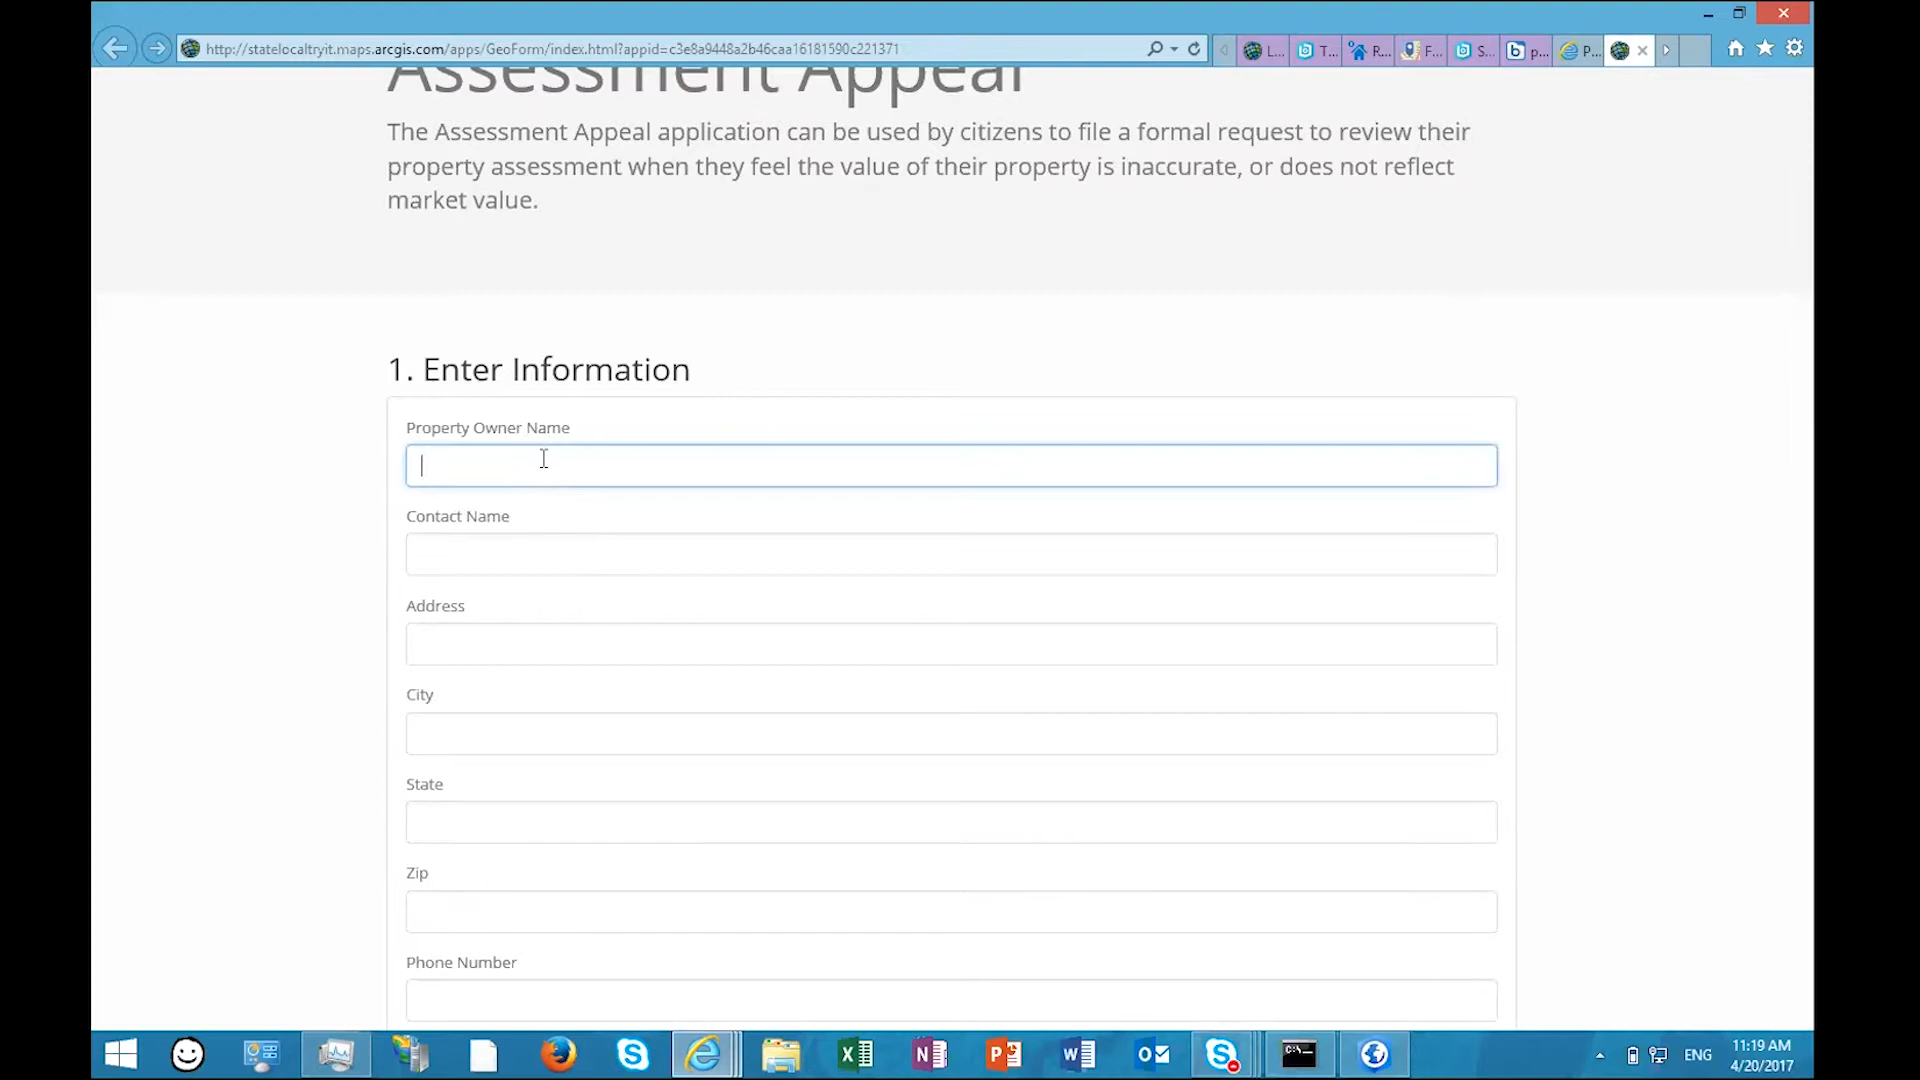 http://statelocaltryit.maps.arcgis.com/apps/GeoForm/index.html?appid=c3e8a9448a2b46caa16181590c221371
L...
T...
R...
F...
S...
p...
P...
Assessment Appeal
The Assessment Appeal application can be used by citizens to file a formal request to review their
property assessment when they feel the value of their property is inaccurate, or does not reflect
market value.
1. Enter Information
Property Owner Name
Contact Name
Address
City
State
Zip
Phone Number
ENG
11:19 AM
4/20/2017